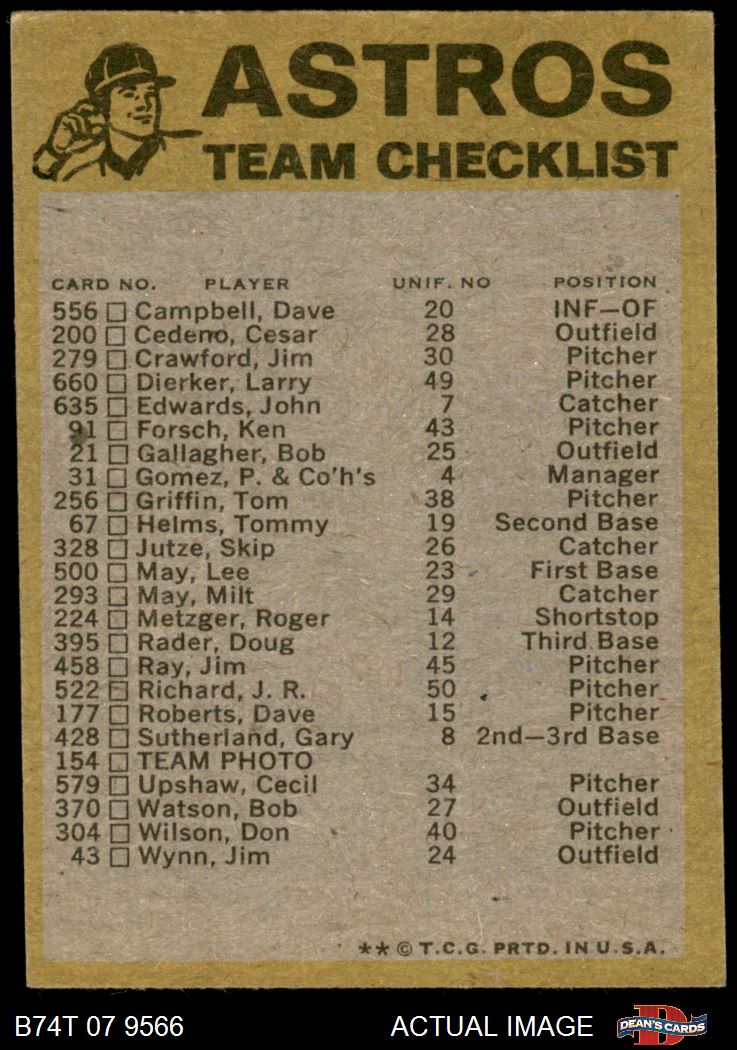 ASTROS
TEAM CHECKLIST
CARD NO. PLAYER UNIF. NO POSITION
556 Campbell, Dave 20 INF—OF
200 Cedeno, Cesar 28 Outfield
279 Crawford, Jim 30 Pitcher
660 Dierker, Larry 49 Pitcher
635 Edwards, John 7 Catcher
91 Forsch, Ken 43 Pitcher
21 Gallagher, Bob 25 Outfield
31 Gomez, P. & Co'h's 4 Manager
256 Griffin, Tom 38 Pitcher
67 Helms, Tommy 19 Second Base
328 Jutze, Skip 26 Catcher
500 May, Lee 23 First Base
293 May, Milt 29 Catcher
224 Metzger, Roger 14 Shortstop
395 Rader, Doug 12 Third Base
458 Ray, Jim 45 Pitcher
522 Richard, J. R. 50 Pitcher
177 Roberts, Dave 15 Pitcher
428 Sutherland, Gary 8 2nd—3rd Base
154 TEAM PHOTO
579 Upshaw, Cecil 34 Pitcher
370 Watson, Bob 27 Outfield
304 Wilson, Don 40 Pitcher
43 Wynn, Jim 24 Outfield
** © T.C.G. PRTD. IN U.S.A.
B74T 07 9566 ACTUAL IMAGE DEAN'S CARDS